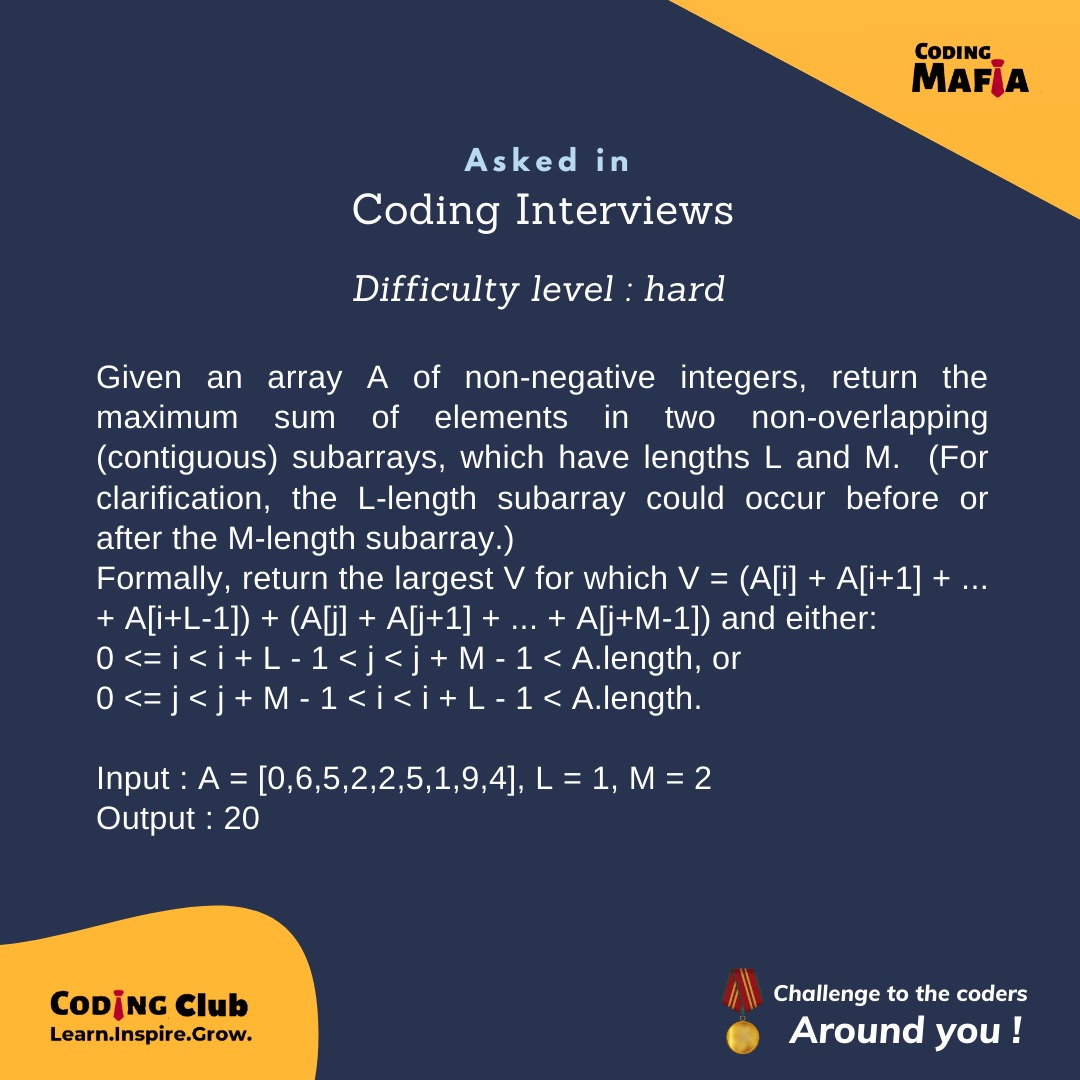 CODING
MAFIA
Asked in
Coding Interviews
Difficulty level : hard
Given an array A of non-negative integers, return the
maximum sum of elements in two non-overlapping
(contiguous) subarrays, which have lengths L and M.  (For
clarification, the L-length subarray could occur before or
after the M-length subarray.)
Formally, return the largest V for which V = (A[i] + A[i+1] + ...
+ A[i+L-1]) + (A[j] + A[j+1] + ... + A[j+M-1]) and either:
0 <= i < i + L - 1 < j < j + M - 1 < A.length, or
0 <= j < j + M - 1 < i < i + L - 1 < A.length.
Input : A = [0,6,5,2,2,5,1,9,4], L = 1, M = 2
Output : 20
CODING Club
Learn.Inspire.Grow.
Challenge to the coders
Around you !